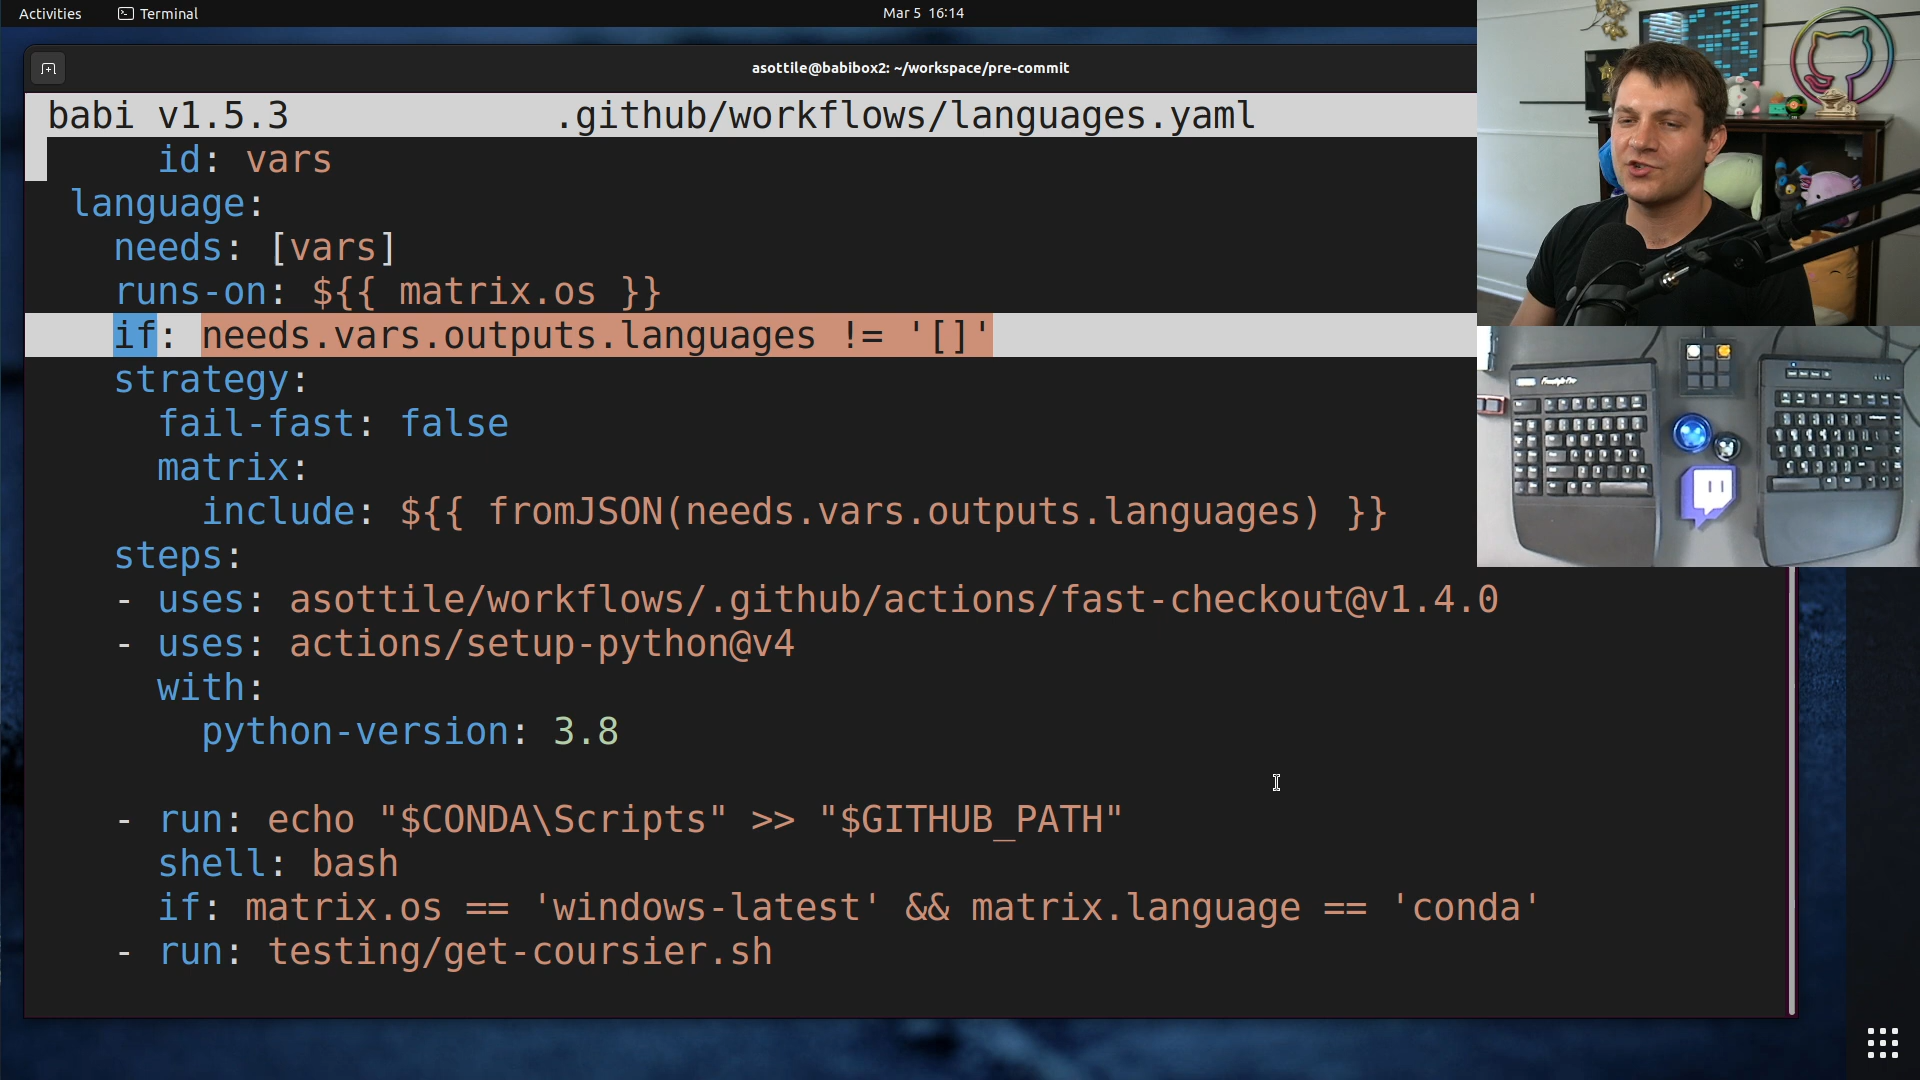 Activities
Terminal
Mar 5 16:14
asottile@babibox2: ~/workspace/pre-commit
babi v1.5.3 .github/workflows/languages.yaml
id: vars
language:
needs: [vars]
runs-on: ${{ matrix.os }}
if: needs.vars.outputs.languages != '[]'
strategy:
fail-fast: false
matrix:
include: ${{ fromJSON(needs.vars.outputs.languages) }}
steps:
- uses: asottile/workflows/.github/actions/fast-checkout@v1.4.0
- uses: actions/setup-python@v4
with:
python-version: 3.8
- run: echo "$CONDA\Scripts" >> "$GITHUB_PATH"
shell: bash
if: matrix.os == 'windows-latest' && matrix.language == 'conda'
- run: testing/get-coursier.sh